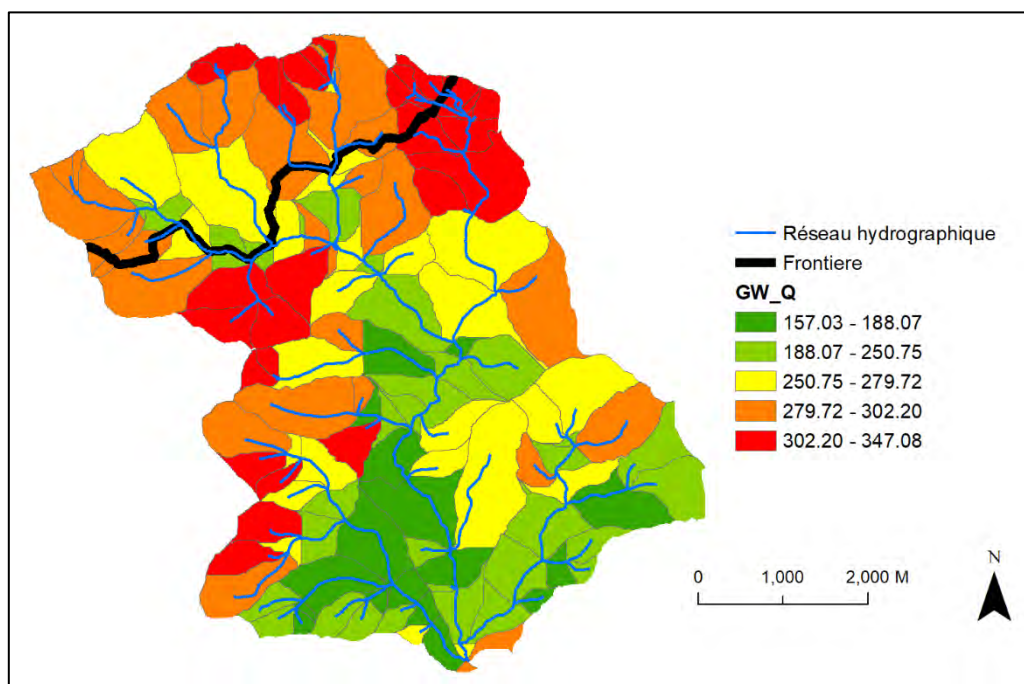 Réseau hydrographique
Frontiere
GW_Q
157.03 - 188.07
188.07 - 250.75
250.75 - 279.72
279.72 - 302.20
302.20 - 347.08
N
0 1,000 2,000 M